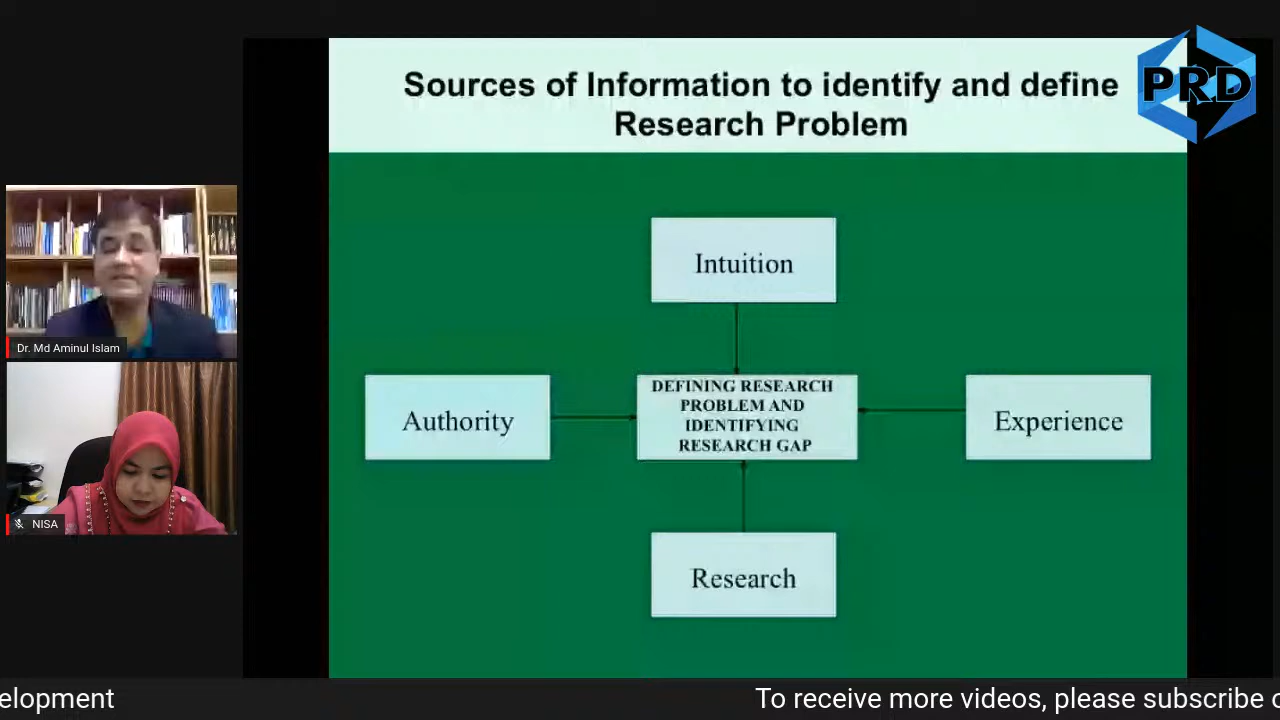 Sources of Information to identify and define
Research Problem
PRD
Intuition
Authority
DEFINING RESEARCH
PROBLEM AND
IDENTIFYING
RESEARCH GAP
Experience
Research
Dr. Md Aminul Islam
NISA
elopment
To receive more videos, please subscribe